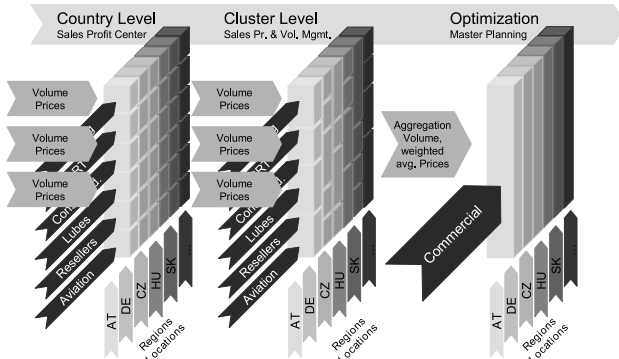 Country Level
Sales Profit Center
Cluster Level
Sales Pr. & Vol. Mgmt.
Optimization
Master Planning
Volume
Prices
Volume
Prices
Volume
Prices
Lubes
Resellers
Aviation
AT
DE
CZ
HU
SK
...
Regions
Locations
Volume
Prices
Volume
Prices
Volume
Prices
Lubes
Resellers
Aviation
AT
DE
CZ
HU
SK
...
Regions
Locations
Aggregation
Volume,
weighted
avg. Prices
Commercial
AT
DE
CZ
HU
SK
...
Regions
Locations